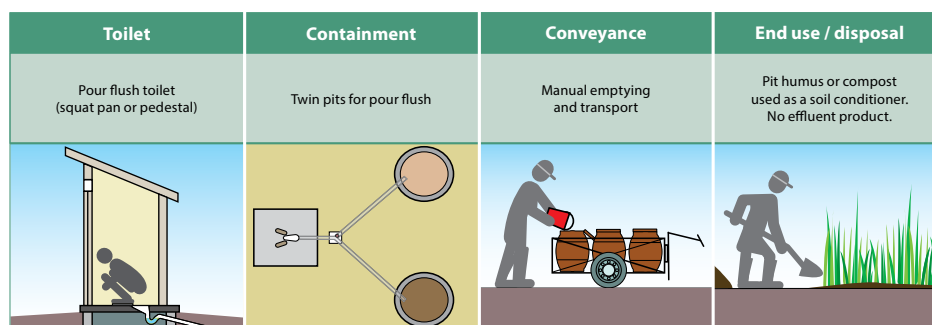 Toilet
Containment
Conveyance
End use / disposal
Pour flush toilet
(squat pan or pedestal)
Twin pits for pour flush
Manual emptying
and transport
Pit humus or compost
used as a soil conditioner.
No effluent product.